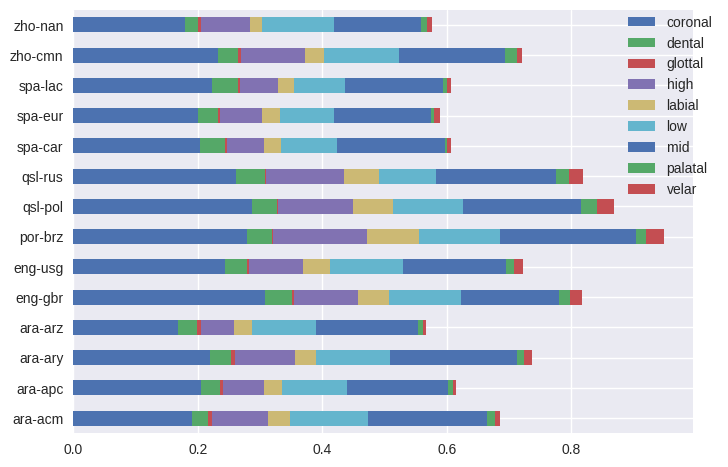 zho-nan
zho-cmn
spa-lac
spa-eur
spa-car
qsl-rus
qsl-pol
por-brz
eng-usg
eng-gbr
ara-arz
ara-ary
ara-apc
ara-acm
0.0 0.2 0.4 0.6 0.8
coronal
dental
glottal
high
labial
low
mid
palatal
velar